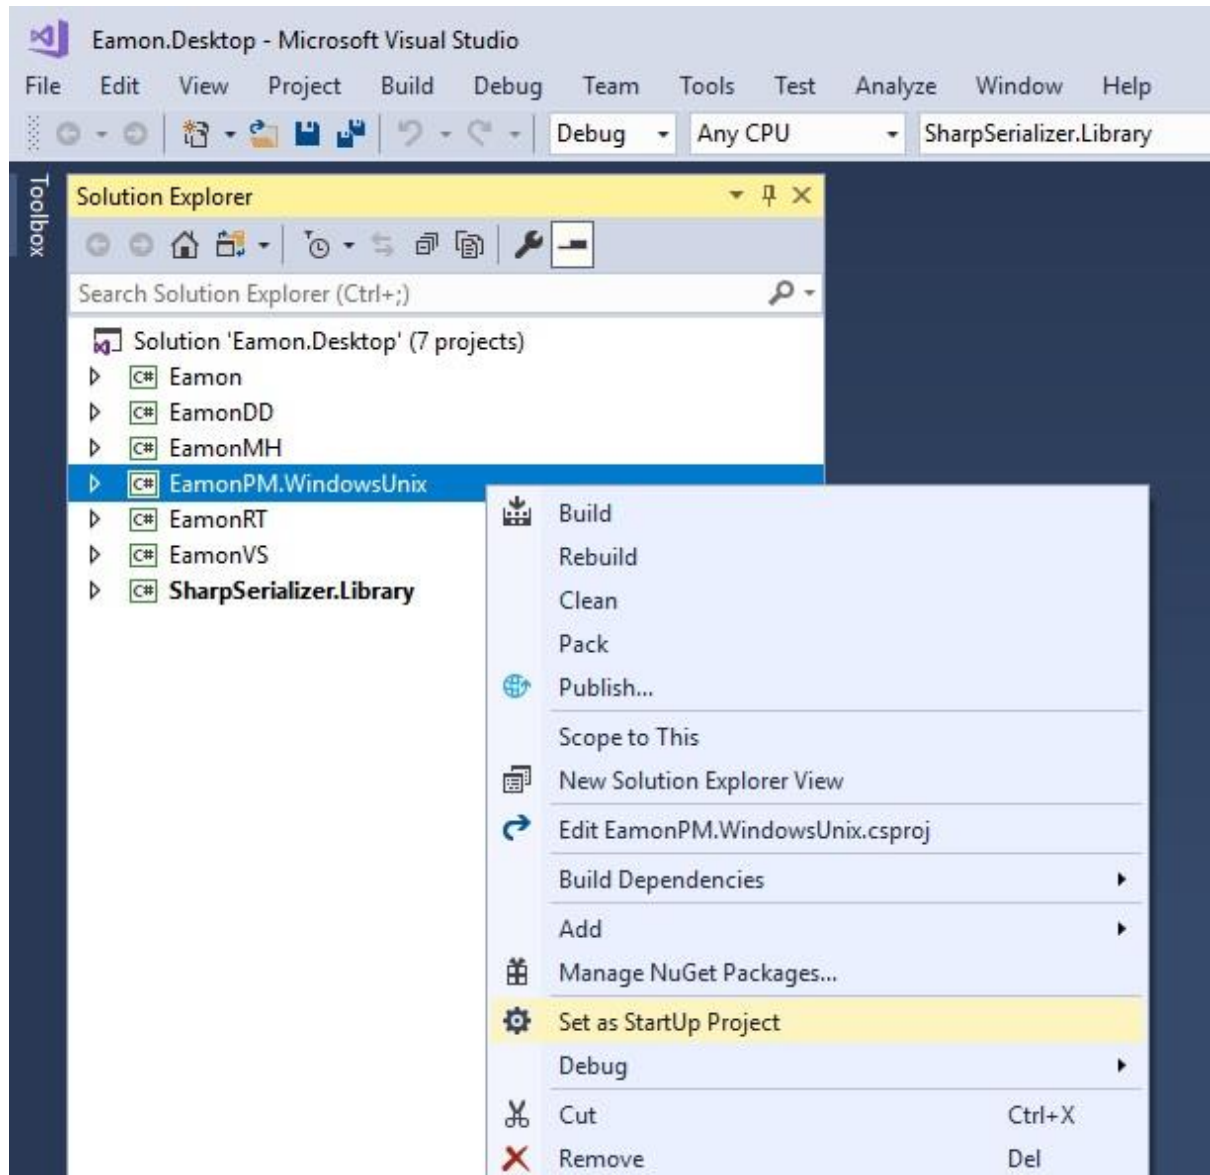 Eamon.Desktop - Microsoft Visual Studio
File Edit View Project Build Debug Team Tools Test Analyze Window Help
Debug Any CPU SharpSerializer.Library
Toolbox
Solution Explorer
Search Solution Explorer (Ctrl+;)
Solution 'Eamon.Desktop' (7 projects)
C# Eamon
C# EamonDD
C# EamonMH
C# EamonPM.WindowsUnix
C# EamonRT
C# EamonVS
C# SharpSerializer.Library
Build
Rebuild
Clean
Pack
Publish...
Scope to This
New Solution Explorer View
Edit EamonPM.WindowsUnix.csproj
Build Dependencies
Add
Manage NuGet Packages...
Set as StartUp Project
Debug
Cut Ctrl+X
Remove Del